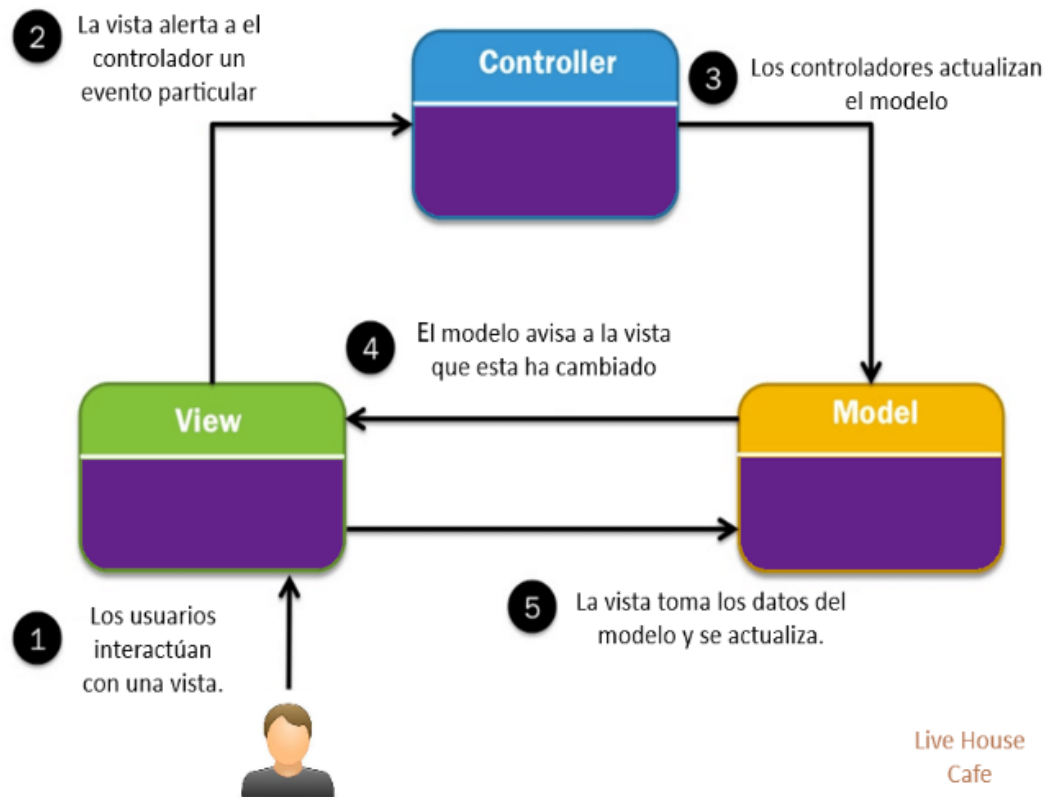 2
La vista alerta a el
controlador un
evento particular
Controller
3
Los controladores actualizan
el modelo
4
El modelo avisa a la vista
que esta ha cambiado
View
Model
1
Los usuarios
interactúan
con una vista.
5
La vista toma los datos del
modelo y se actualiza.
Live House
Cafe